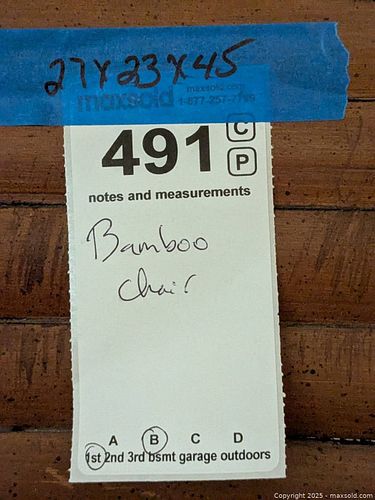 27x23x45
maxsold.com
maxsold 1-877-257-7
491 C
P
notes and measurements
Bamboo
chair
A B C D
1st 2nd 3rd bsmt garage outdoors
Copyright 2025 - maxsold.com